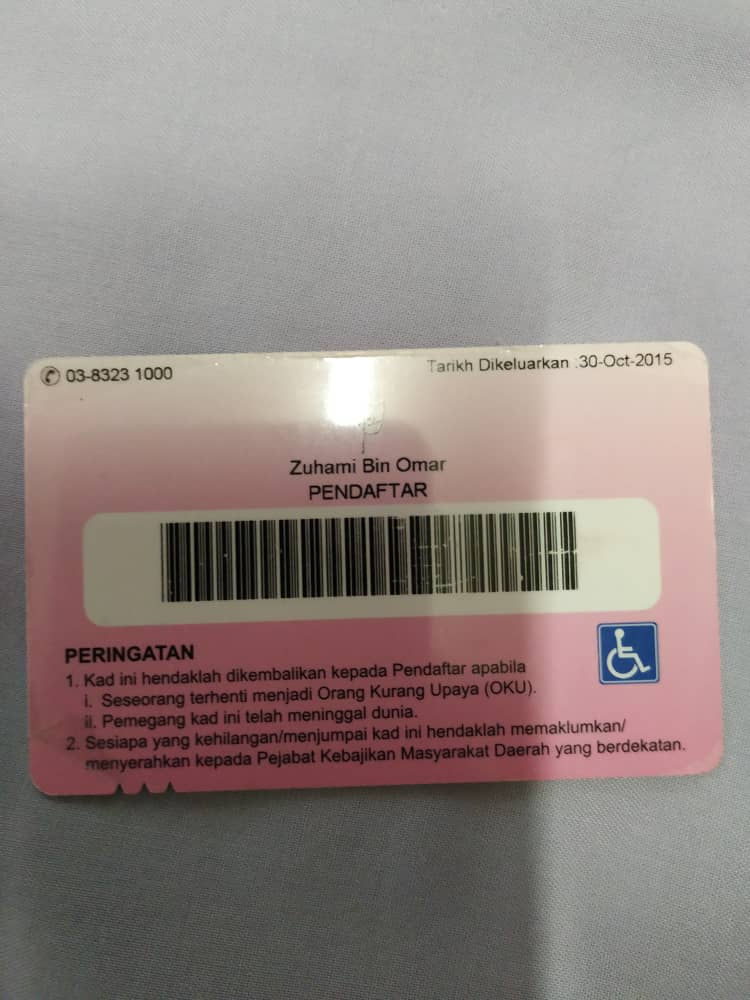 03-8323 1000
Tarikh Dikeluarkan :30-Oct-2015
Zuhami Bin Omar
PENDAFTAR
PERINGATAN
1. Kad ini hendaklah dikembalikan kepada Pendaftar apabila
i. Seseorang terhenti menjadi Orang Kurang Upaya (OKU).
ii. Pemegang kad ini telah meninggal dunia.
2. Sesiapa yang kehilangan/menjumpai kad ini hendaklah memaklumkan/
menyerahkan kepada Pejabat Kebajikan Masyarakat Daerah yang berdekatan.